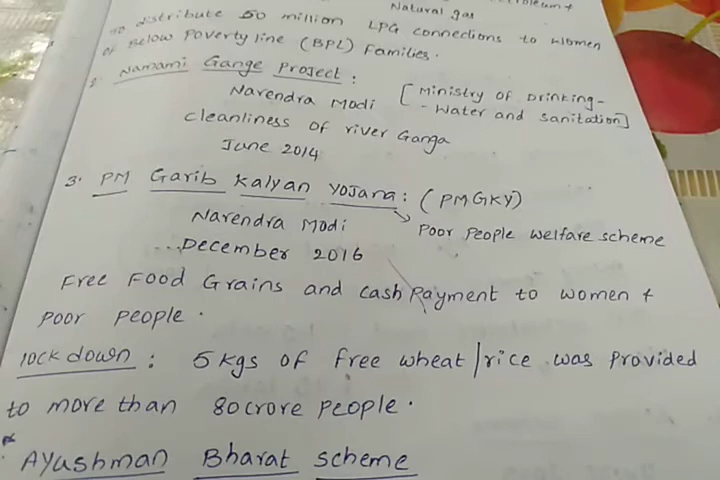 Natural gas
to distribute 50 million LPG connections to women
of Below Poverty line (BPL) Families.
2. Namami Gange Project :
Narendra Modi [Ministry of Drinking-
- Water and Sanitation]
Cleanliness of river Ganga
June 2014
3. PM Garib Kalyan Yojana : (PMGKY)
Narendra Modi → Poor People welfare scheme
...December 2016
Free Food Grains and cash Payment to women +
Poor People.
lock down : 5 kgs of free wheat/rice was provided
to more than 80 crore people.
Ayushman Bharat scheme